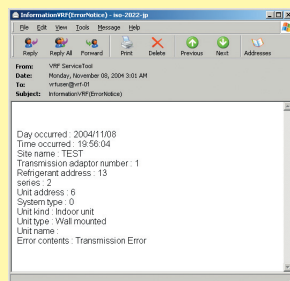 InformationVRF(ErrorNotice) - iso-2022-jp
File Edit View Tools Message Help
Reply Reply All Forward Print Delete Previous Next Addresses
From: VRF ServiceTool
Date: Monday, November 08, 2004 3:01 AM
To: vrfuser@vrf-01
Subject: InformationVRF(ErrorNotice)
Day occurred : 2004/11/08
Time occurred : 19:56:04
Site name : TEST
Transmission adaptor number : 1
Refrigerant address : 13
series : 2
Unit address : 6
System type : 0
Unit kind : Indoor unit
Unit type : Wall mounted
Unit name :
Error contents : Transmission Error